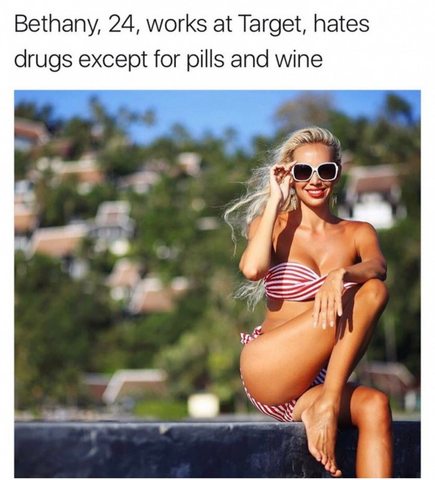 Bethany, 24, works at Target, hates
drugs except for pills and wine